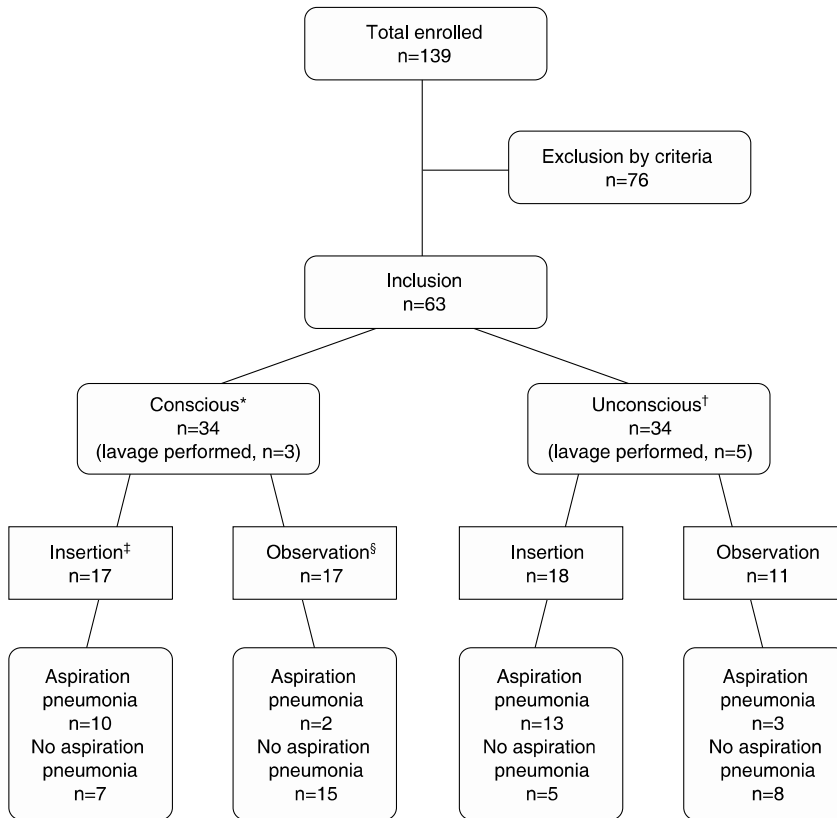 Total enrolled
n=139
Exclusion by criteria
n=76
Inclusion
n=63
Conscious*
n=34
(lavage performed, n=3)
Unconscious†
n=34
(lavage performed, n=5)
Insertion‡
n=17
Observation§
n=17
Insertion
n=18
Observation
n=11
Aspiration
pneumonia
n=10
No aspiration
pneumonia
n=7
Aspiration
pneumonia
n=2
No aspiration
pneumonia
n=15
Aspiration
pneumonia
n=13
No aspiration
pneumonia
n=5
Aspiration
pneumonia
n=3
No aspiration
pneumonia
n=8